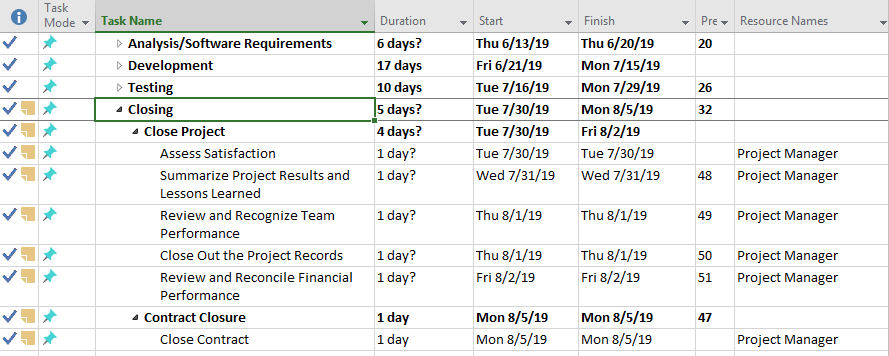 Task Mode Task Name Duration Start Finish Pre Resource Names
Analysis/Software Requirements 6 days? Thu 6/13/19 Thu 6/20/19 20
Development 17 days Fri 6/21/19 Mon 7/15/19
Testing 10 days Tue 7/16/19 Mon 7/29/19 26
Closing 5 days? Tue 7/30/19 Mon 8/5/19 32
Close Project 4 days? Tue 7/30/19 Fri 8/2/19
Assess Satisfaction 1 day? Tue 7/30/19 Tue 7/30/19 Project Manager
Summarize Project Results and 1 day? Wed 7/31/19 Wed 7/31/19 48 Project Manager
Lessons Learned
Review and Recognize Team 1 day? Thu 8/1/19 Thu 8/1/19 49 Project Manager
Performance
Close Out the Project Records 1 day? Thu 8/1/19 Thu 8/1/19 50 Project Manager
Review and Reconcile Financial 1 day? Fri 8/2/19 Fri 8/2/19 51 Project Manager
Performance
Contract Closure 1 day Mon 8/5/19 Mon 8/5/19 47
Close Contract 1 day Mon 8/5/19 Mon 8/5/19 Project Manager